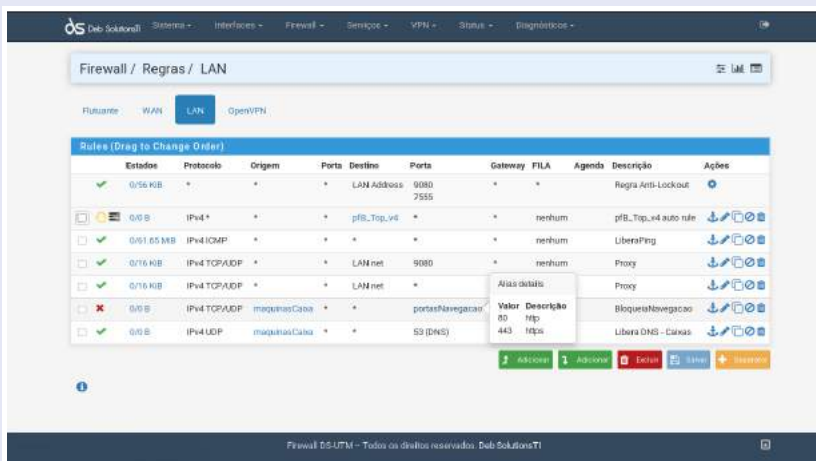 DS Deb SolutionsTI Sistema Interfaces Firewall Serviços VPN Status Diagnósticos
Firewall / Regras / LAN
Flutuante WAN LAN OpenVPN
Rules (Drag to Change Order)
Estados Protocolo Origem Porta Destino Porta Gateway FILA Agenda Descrição Ações
0/56 KiB * * * LAN Address 9080 * * Regra Anti-Lockout
7555
0/0 B IPv4 * * * pfB_Top_v4 * * nenhum pfB_Top_v4 auto rule
0/61.65 MiB IPv4 ICMP * * * * * nenhum LiberaPing
0/16 KiB IPv4 TCP/UDP * * LAN net 9080 * nenhum Proxy
0/16 KiB IPv4 TCP/UDP * * LAN net * Proxy
Alias details
Valor Descrição
80 http
443 https
0/0 B IPv4 TCP/UDP maquinasCaixa * * portasNavegacao BloqueiaNavegacao
0/0 B IPv4 UDP maquinasCaixa * * 53 (DNS) Libera DNS - Caixas
Adicionar Adicionar Excluir Salvar
Firewall DS-UTM – Todos os direitos reservados. Deb SolutionsTI